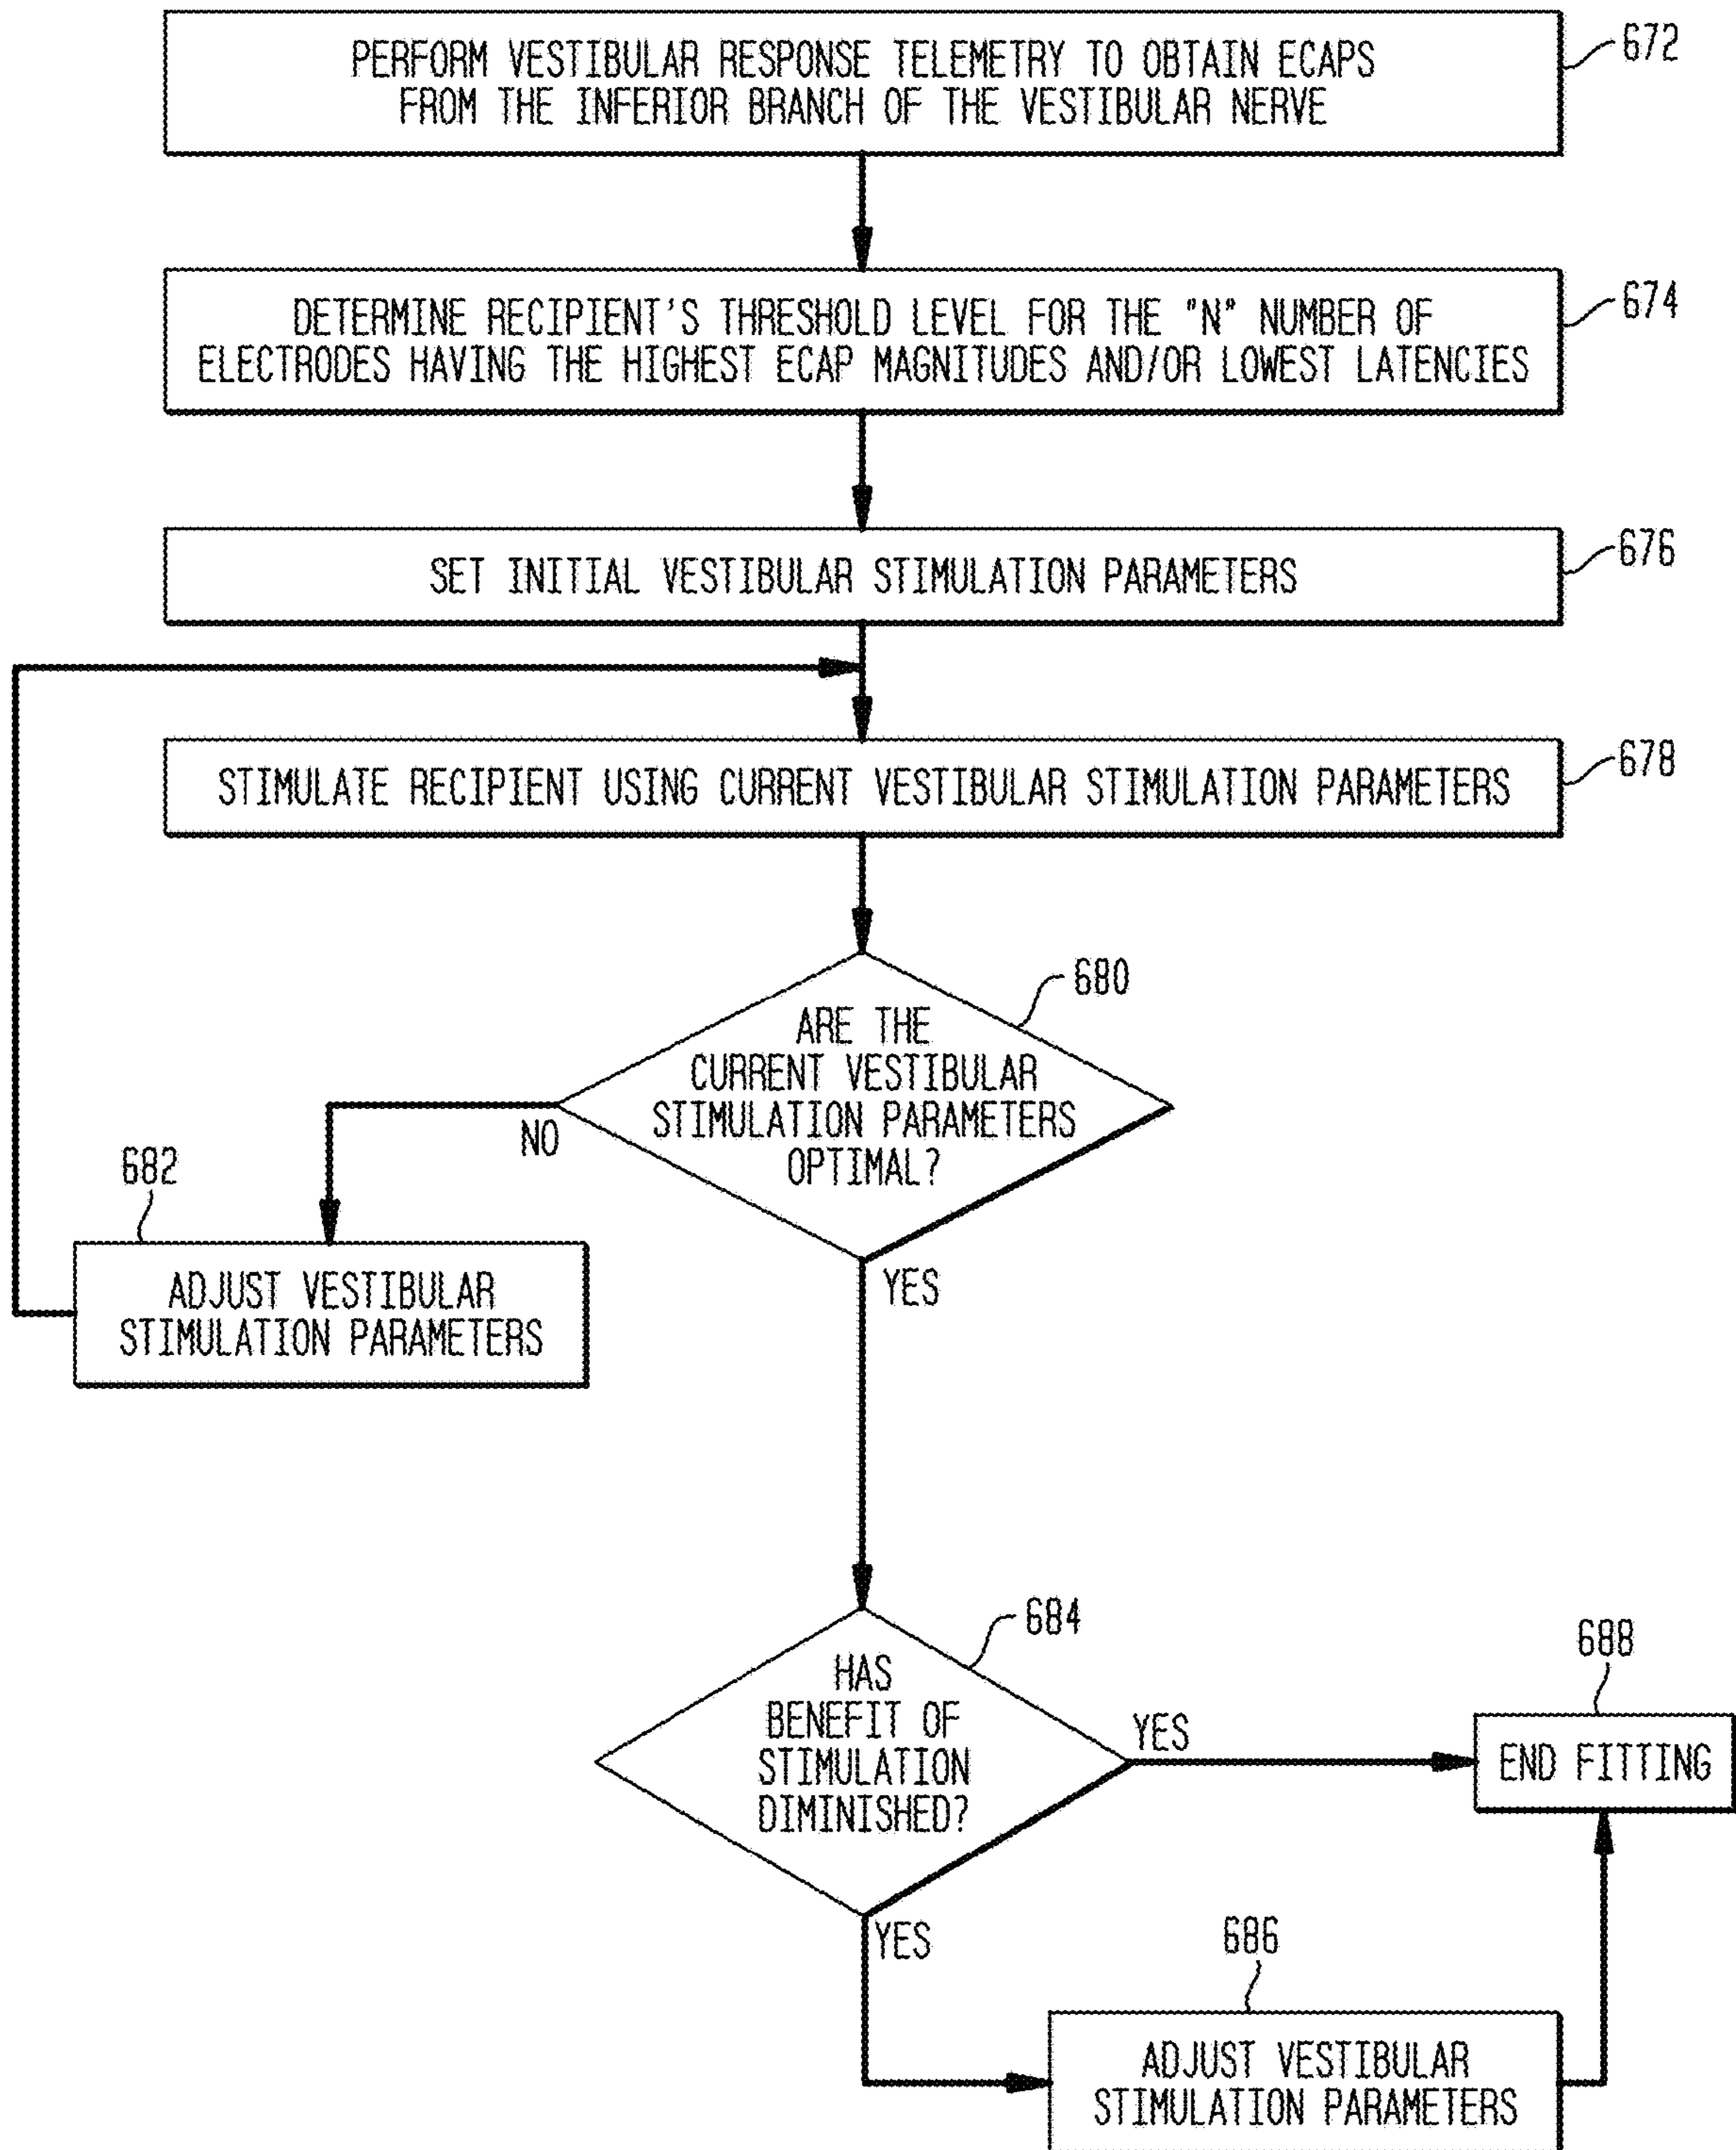 PERFORM VESTIBULAR RESPONSE TELEMETRY TO OBTAIN ECAPS
FROM THE INFERIOR BRANCH OF THE VESTIBULAR NERVE
672
DETERMINE RECIPIENT'S THRESHOLD LEVEL FOR THE "N" NUMBER OF
ELECTRODES HAVING THE HIGHEST ECAP MAGNITUDES AND/OR LOWEST LATENCIES
674
SET INITIAL VESTIBULAR STIMULATION PARAMETERS
676
STIMULATE RECIPIENT USING CURRENT VESTIBULAR STIMULATION PARAMETERS
678
680
ARE THE
CURRENT VESTIBULAR
STIMULATION PARAMETERS
OPTIMAL?
NO
YES
682
ADJUST VESTIBULAR
STIMULATION PARAMETERS
684
HAS
BENEFIT OF
STIMULATION
DIMINISHED?
YES
688
END FITTING
YES
686
ADJUST VESTIBULAR
STIMULATION PARAMETERS